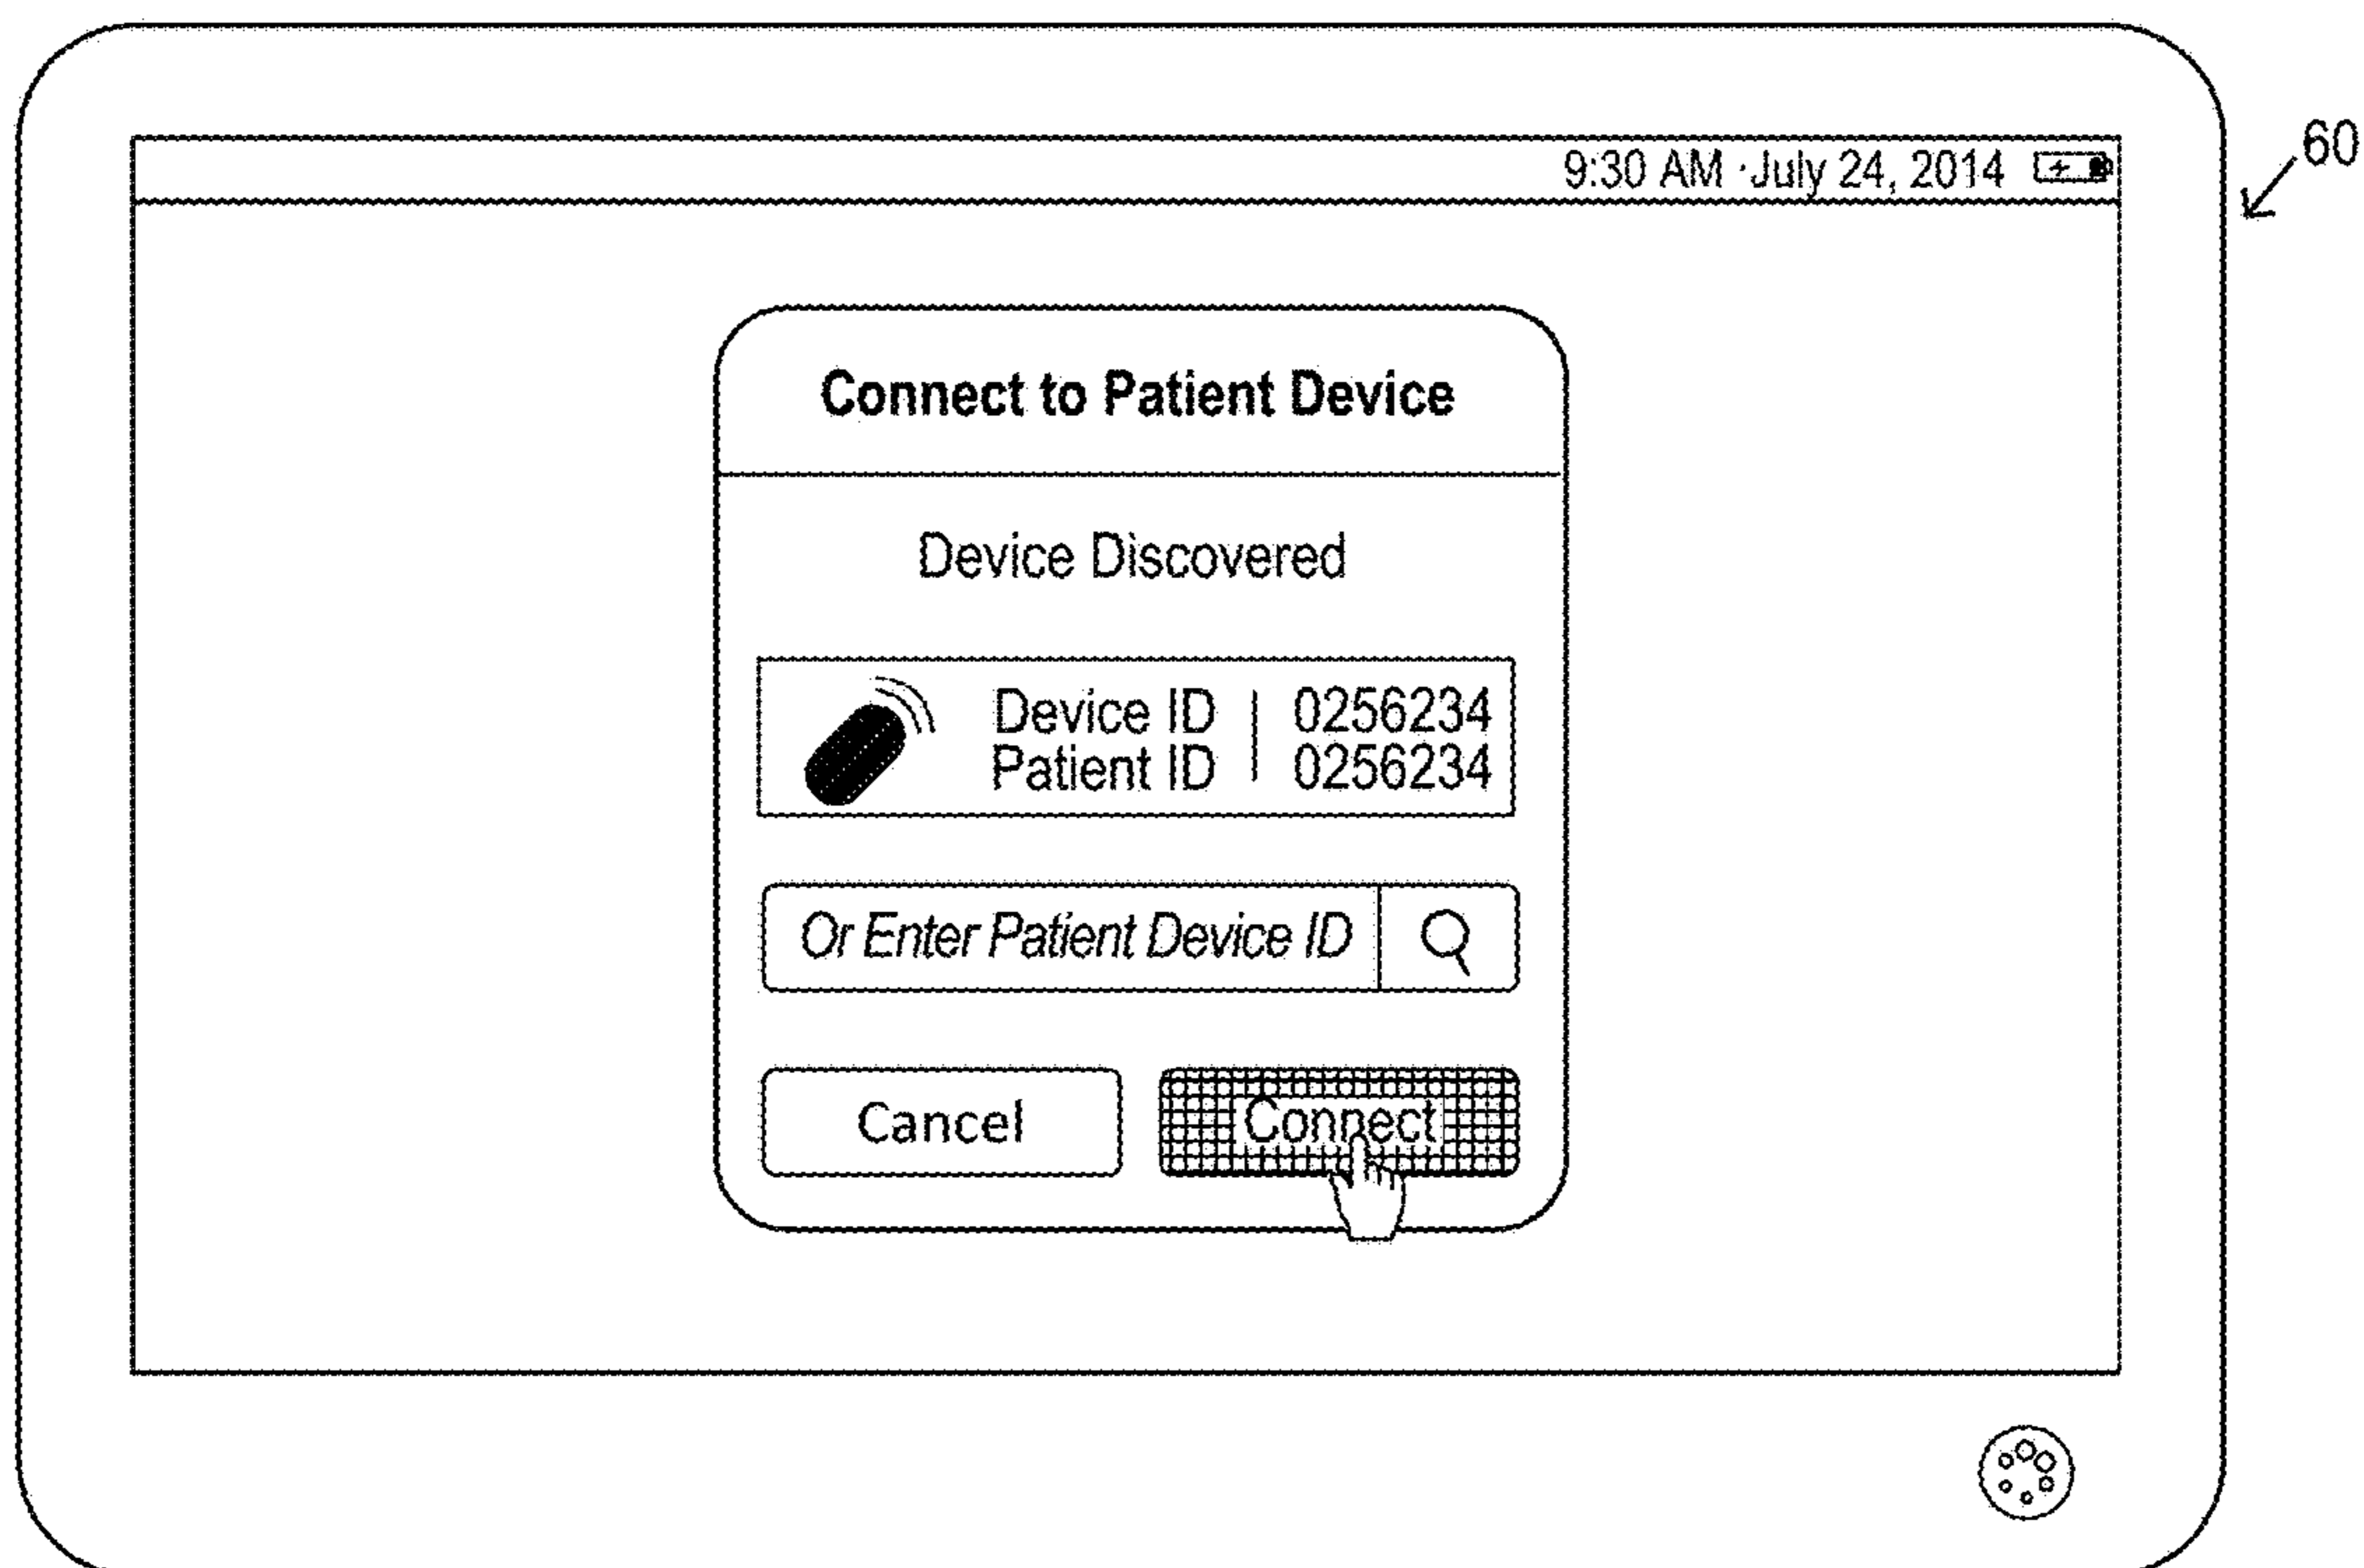 9:30 AM · July 24, 2014
60
Connect to Patient Device
Device Discovered
Device ID | 0256234
Patient ID | 0256234
Or Enter Patient Device ID
Cancel
Connect